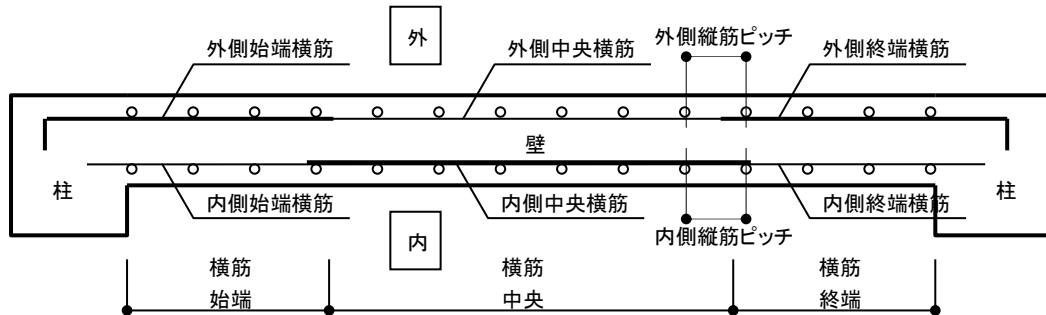 外
外側始端横筋
外側中央横筋
外側縦筋ピッチ
外側終端横筋
壁
柱
柱
内側始端横筋
内側中央横筋
内側終端横筋
内側縦筋ピッチ
内
横筋
始端
横筋
中央
横筋
終端